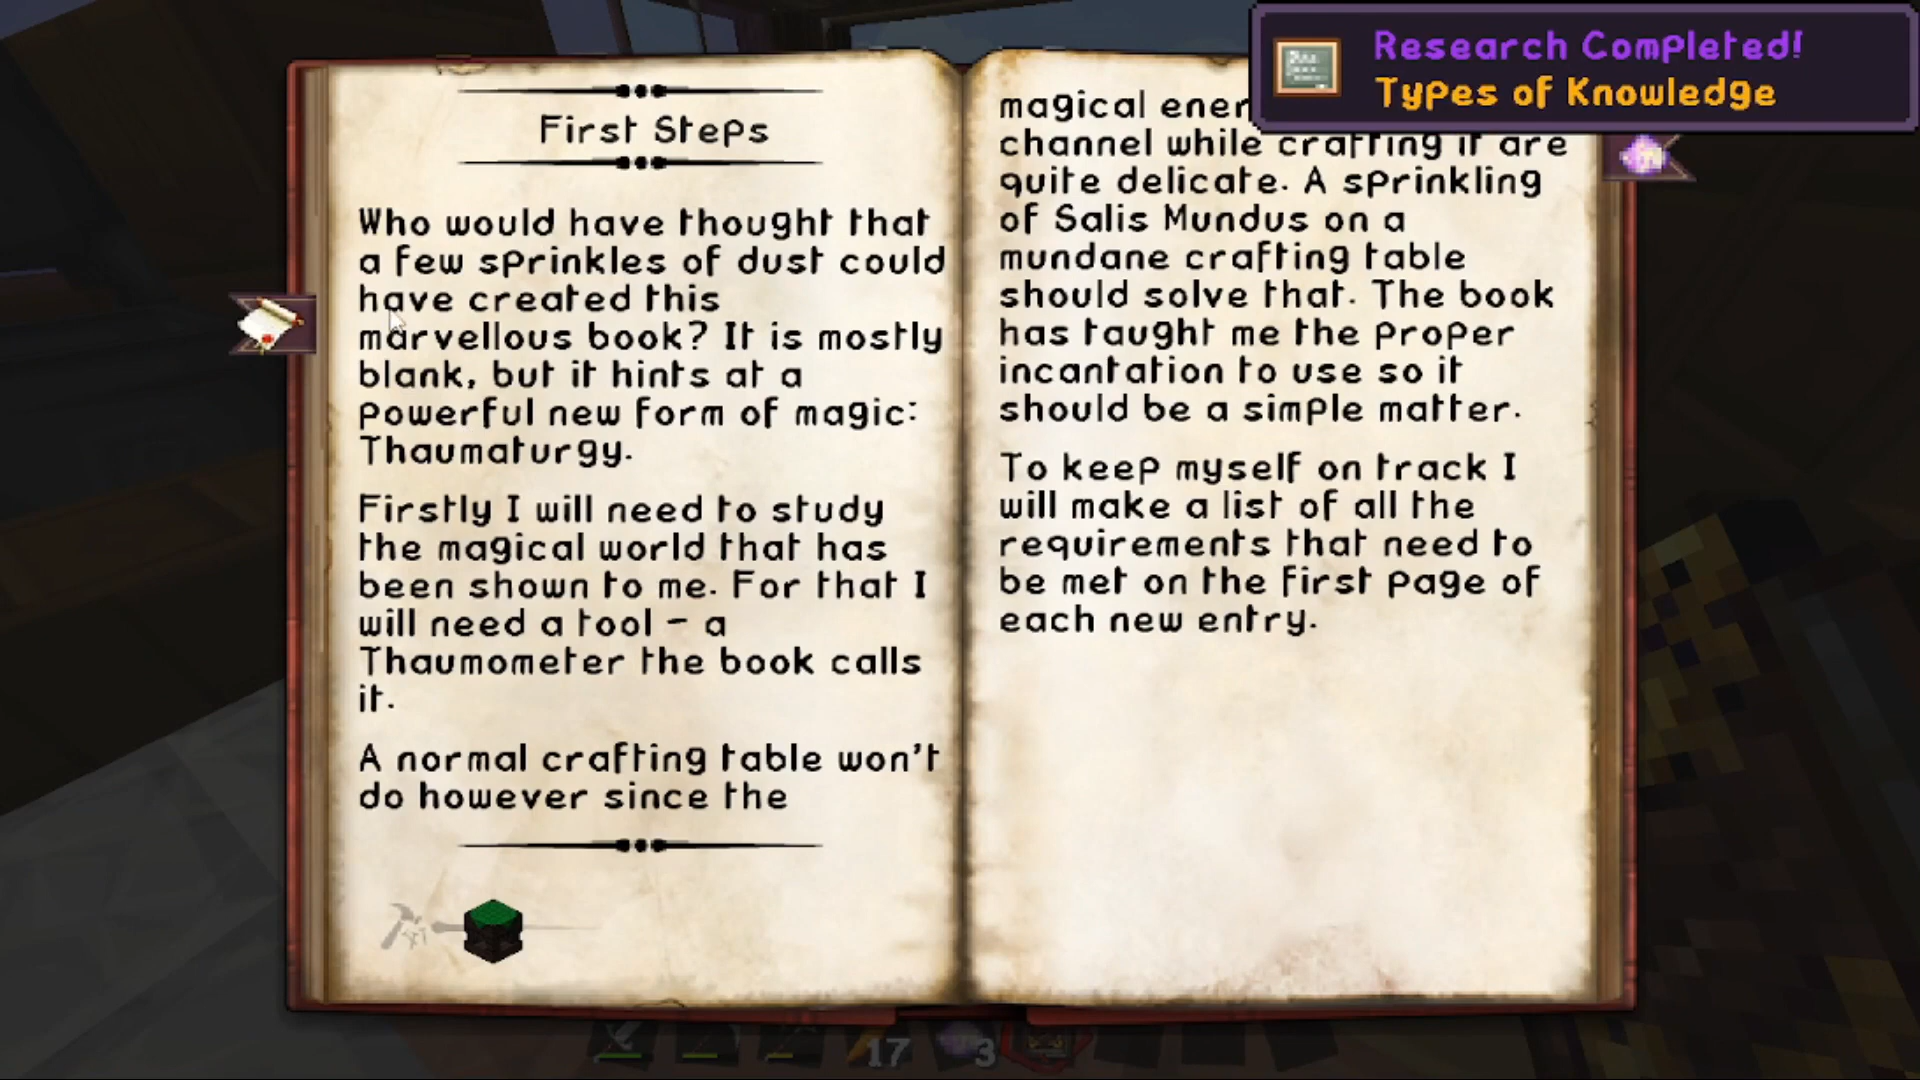 First Steps
Who would have thought that
a few sprinkles of dust could
have created this
marvellous book? It is mostly
blank, but it hints at a
powerful new form of magic:
Thaumaturgy.
Firstly I will need to study
the magical world that has
been shown to me. For that I
will need a tool - a
Thaumometer the book calls
it.
A normal crafting table won't
do however since the
magical ener
channel while crafting it are
quite delicate. A sprinkling
of Salis Mundus on a
mundane crafting table
should solve that. The book
has taught me the proper
incantation to use so it
should be a simple matter.
To keep myself on track I
will make a list of all the
requirements that need to
be met on the first page of
each new entry.
Research Completed!
Types of Knowledge
17
3